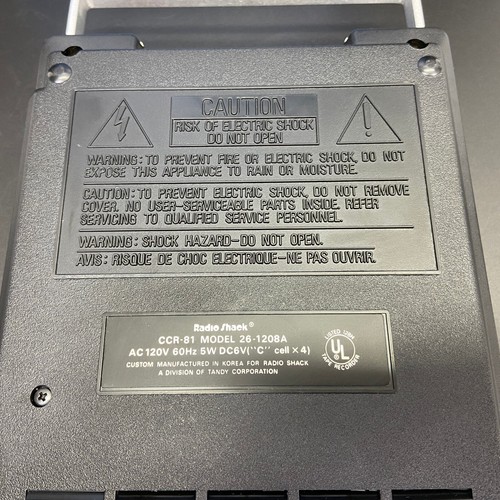 CAUTION
RISK OF ELECTRIC SHOCK
DO NOT OPEN
WARNING: TO PREVENT FIRE OR ELECTRIC SHOCK, DO NOT
EXPOSE THIS APPLIANCE TO RAIN OR MOISTURE.
CAUTION: TO PREVENT ELECTRIC SHOCK, DO NOT REMOVE
COVER. NO USER-SERVICEABLE PARTS INSIDE. REFER
SERVICING TO QUALIFIED SERVICE PERSONNEL.
WARNING: SHOCK HAZARD-DO NOT OPEN.
AVIS: RISQUE DE CHOC ELECTRIQUE-NE PAS OUVRIR.
Radio Shack®
CCR-81 MODEL 26-1208A
AC 120V 60Hz 5W DC6V("C" cell × 4)
CUSTOM MANUFACTURED IN KOREA FOR RADIO SHACK
A DIVISION OF TANDY CORPORATION
LISTED
UL
TAPE RECORDER